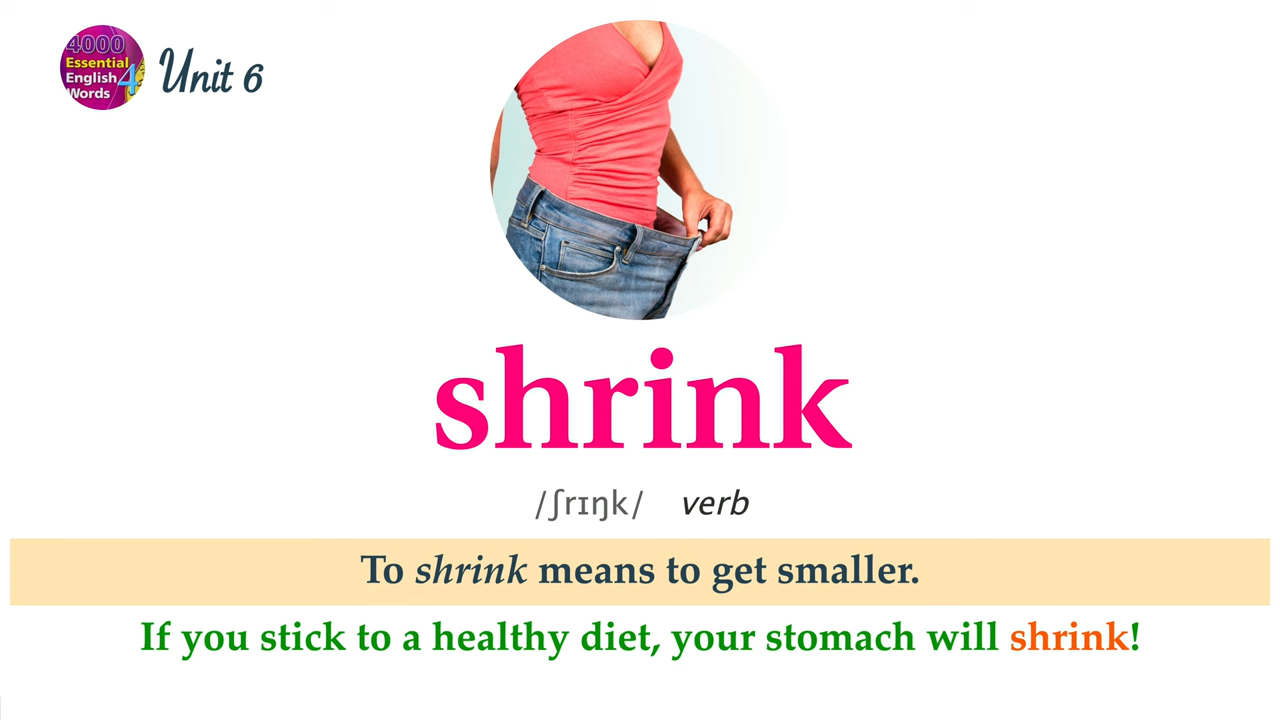 4000
Essential
English
Words
4
Unit 6
shrink
/ʃrɪŋk/ verb
To shrink means to get smaller.
If you stick to a healthy diet, your stomach will shrink!